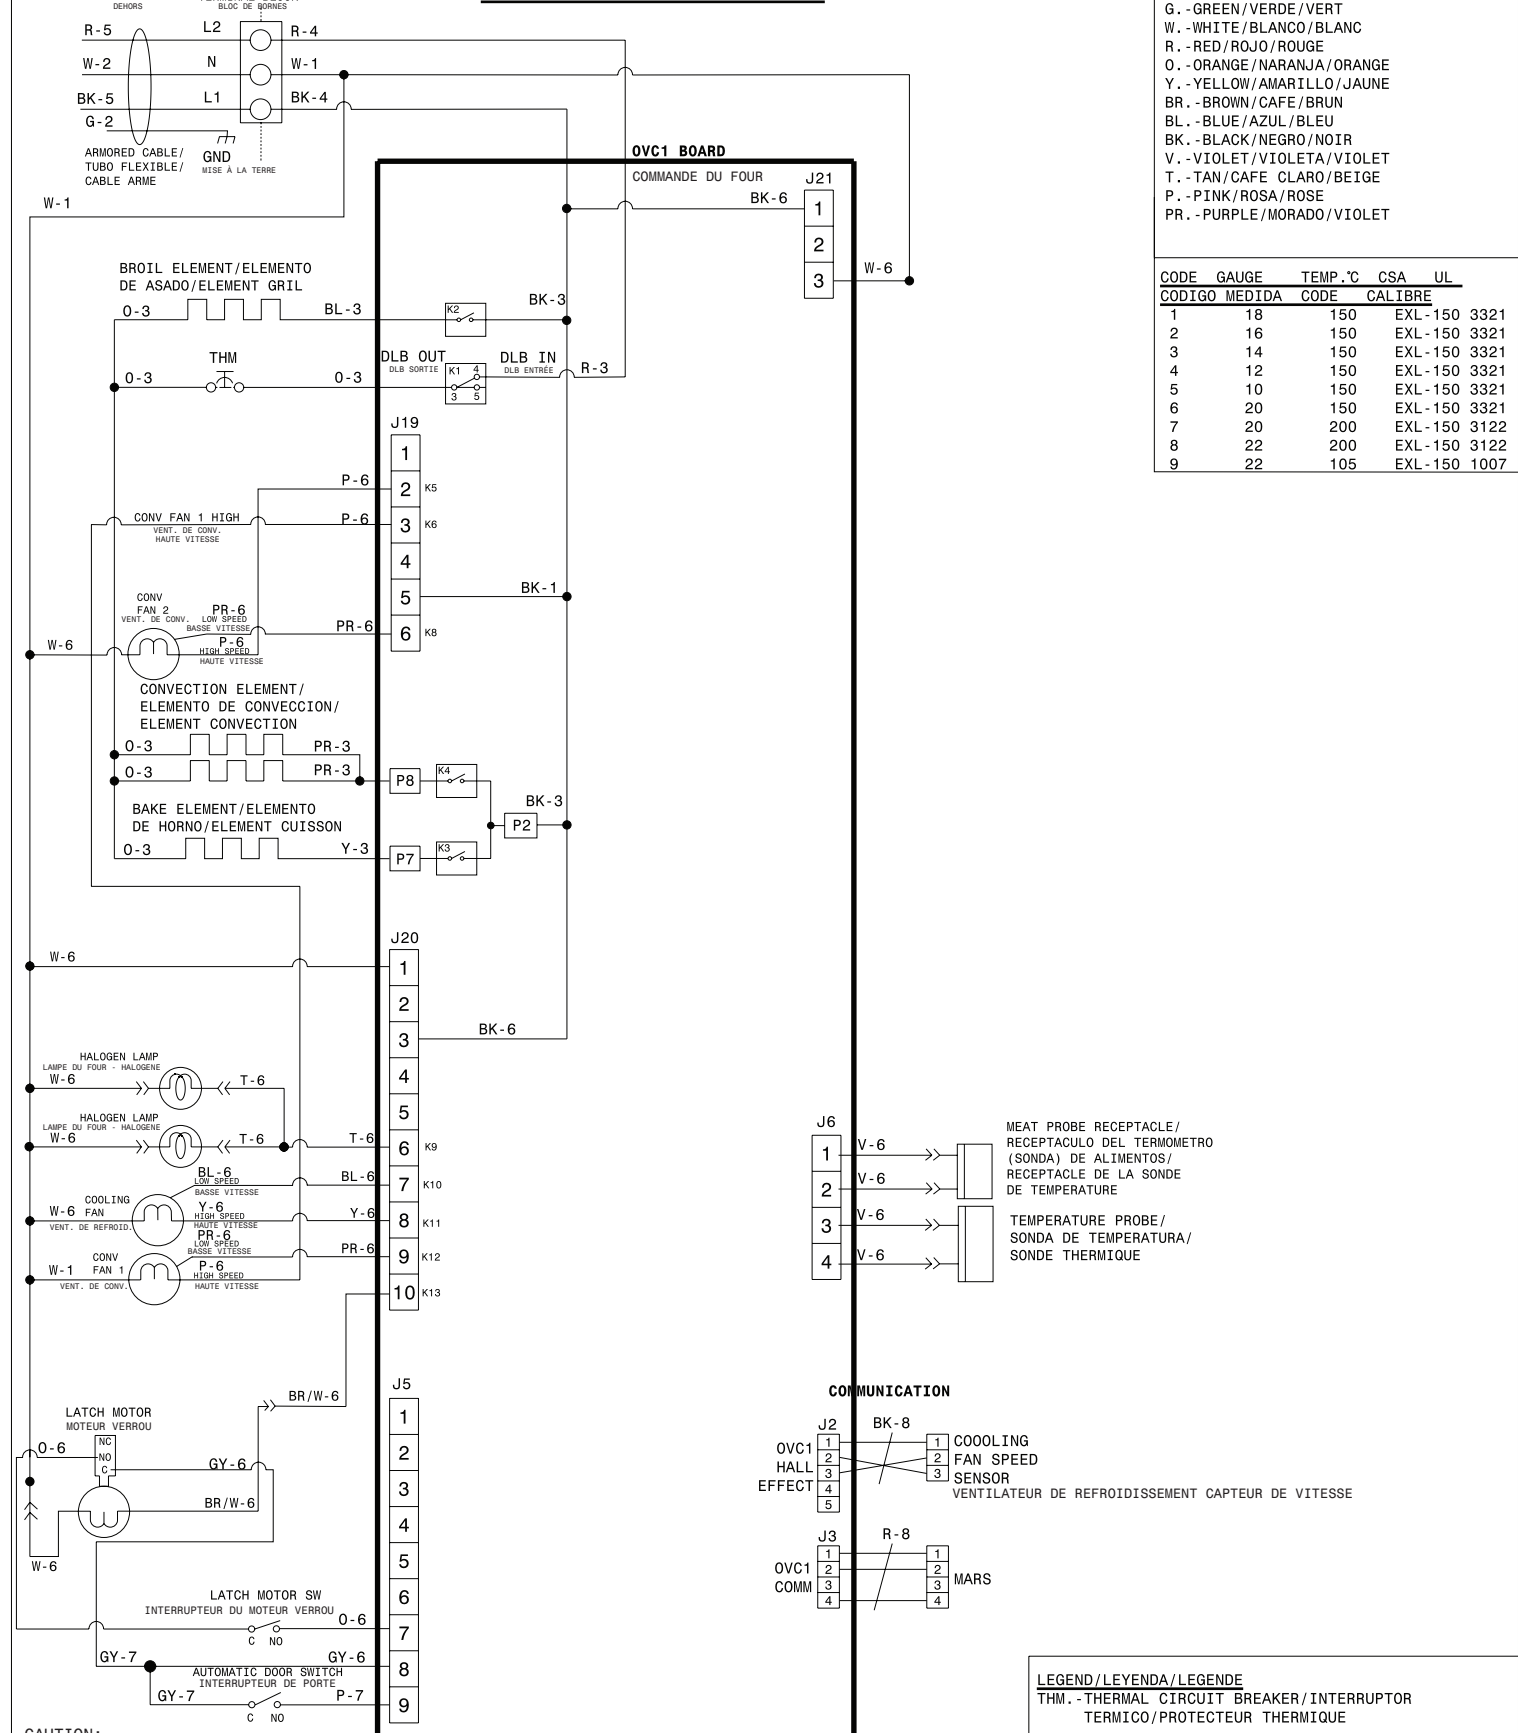 DEHORS
BLOC DE BORNES
R-5
L2
R-4
W-2
N
W-1
BK-5
L1
BK-4
G-2
GND
MISE À LA TERRE
ARMORED CABLE/
TUBO FLEXIBLE/
CABLE ARME
W-1
OVC1 BOARD
COMMANDE DU FOUR
J21
BK-6
1
2
3
W-6
G.-GREEN/VERDE/VERT
W.-WHITE/BLANCO/BLANC
R.-RED/ROJO/ROUGE
O.-ORANGE/NARANJA/ORANGE
Y.-YELLOW/AMARILLO/JAUNE
BR.-BROWN/CAFE/BRUN
BL.-BLUE/AZUL/BLEU
BK.-BLACK/NEGRO/NOIR
V.-VIOLET/VIOLETA/VIOLET
T.-TAN/CAFE CLARO/BEIGE
P.-PINK/ROSA/ROSE
PR.-PURPLE/MORADO/VIOLET
CODE GAUGE TEMP.℃ CSA UL
CODIGO MEDIDA CODE CALIBRE
1 18 150 EXL-150 3321
2 16 150 EXL-150 3321
3 14 150 EXL-150 3321
4 12 150 EXL-150 3321
5 10 150 EXL-150 3321
6 20 150 EXL-150 3321
7 20 200 EXL-150 3122
8 22 200 EXL-150 3122
9 22 105 EXL-150 1007
BROIL ELEMENT/ELEMENTO
DE ASADO/ELEMENT GRIL
O-3
BL-3
K2
BK-3
THM
O-3
O-3
DLB OUT
DLB SORTIE
K1 4
3 5
DLB IN
DLB ENTRÉE
R-3
J19
1
P-6
2
K5
CONV FAN 1 HIGH
VENT. DE CONV.
HAUTE VITESSE
P-6
3
K6
4
5
BK-1
CONV
FAN 2
VENT. DE CONV.
PR-6
LOW SPEED
BASSE VITESSE
PR-6
6
K8
W-6
P-6
HIGH SPEED
HAUTE VITESSE
CONVECTION ELEMENT/
ELEMENTO DE CONVECCION/
ELEMENT CONVECTION
O-3
PR-3
O-3
PR-3
P8
K4
BK-3
P2
BAKE ELEMENT/ELEMENTO
DE HORNO/ELEMENT CUISSON
O-3
Y-3
P7
K3
J20
W-6
1
2
3
BK-6
4
5
HALOGEN LAMP
LAMPE DU FOUR - HALOGENE
W-6
T-6
HALOGEN LAMP
LAMPE DU FOUR - HALOGENE
W-6
T-6
T-6
6
K9
BL-6
LOW SPEED
BASSE VITESSE
BL-6
7
K10
COOLING
FAN
W-6
VENT. DE REFROID.
Y-6
HIGH SPEED
HAUTE VITESSE
Y-6
8
K11
PR-6
LOW SPEED
BASSE VITESSE
PR-6
9
K12
CONV
FAN 1
W-1
VENT. DE CONV.
P-6
HIGH SPEED
HAUTE VITESSE
10
K13
J6
1
V-6
2
V-6
3
V-6
4
V-6
MEAT PROBE RECEPTACLE/
RECEPTACULO DEL TERMOMETRO
(SONDA) DE ALIMENTOS/
RECEPTACLE DE LA SONDE
DE TEMPERATURE
TEMPERATURE PROBE/
SONDA DE TEMPERATURA/
SONDE THERMIQUE
BR/W-6
J5
1
2
3
4
5
6
7
8
9
LATCH MOTOR
MOTEUR VERROU
NC
NO
C
O-6
GY-6
BR/W-6
W-6
LATCH MOTOR SW
INTERRUPTEUR DU MOTEUR VERROU
O-6
C NO
GY-7
GY-6
AUTOMATIC DOOR SWITCH
INTERRUPTEUR DE PORTE
GY-7
P-7
C NO
CAUTION:
COMMUNICATION
J2
BK-8
OVC1
HALL
EFFECT
1
2
3
4
5
1
2
3
COOOLING
FAN SPEED
SENSOR
VENTILATEUR DE REFROIDISSEMENT CAPTEUR DE VITESSE
J3
R-8
OVC1
COMM
1
2
3
4
1
2
3
4
MARS
LEGEND/LEYENDA/LEGENDE
THM.-THERMAL CIRCUIT BREAKER/INTERRUPTOR
TERMICO/PROTECTEUR THERMIQUE